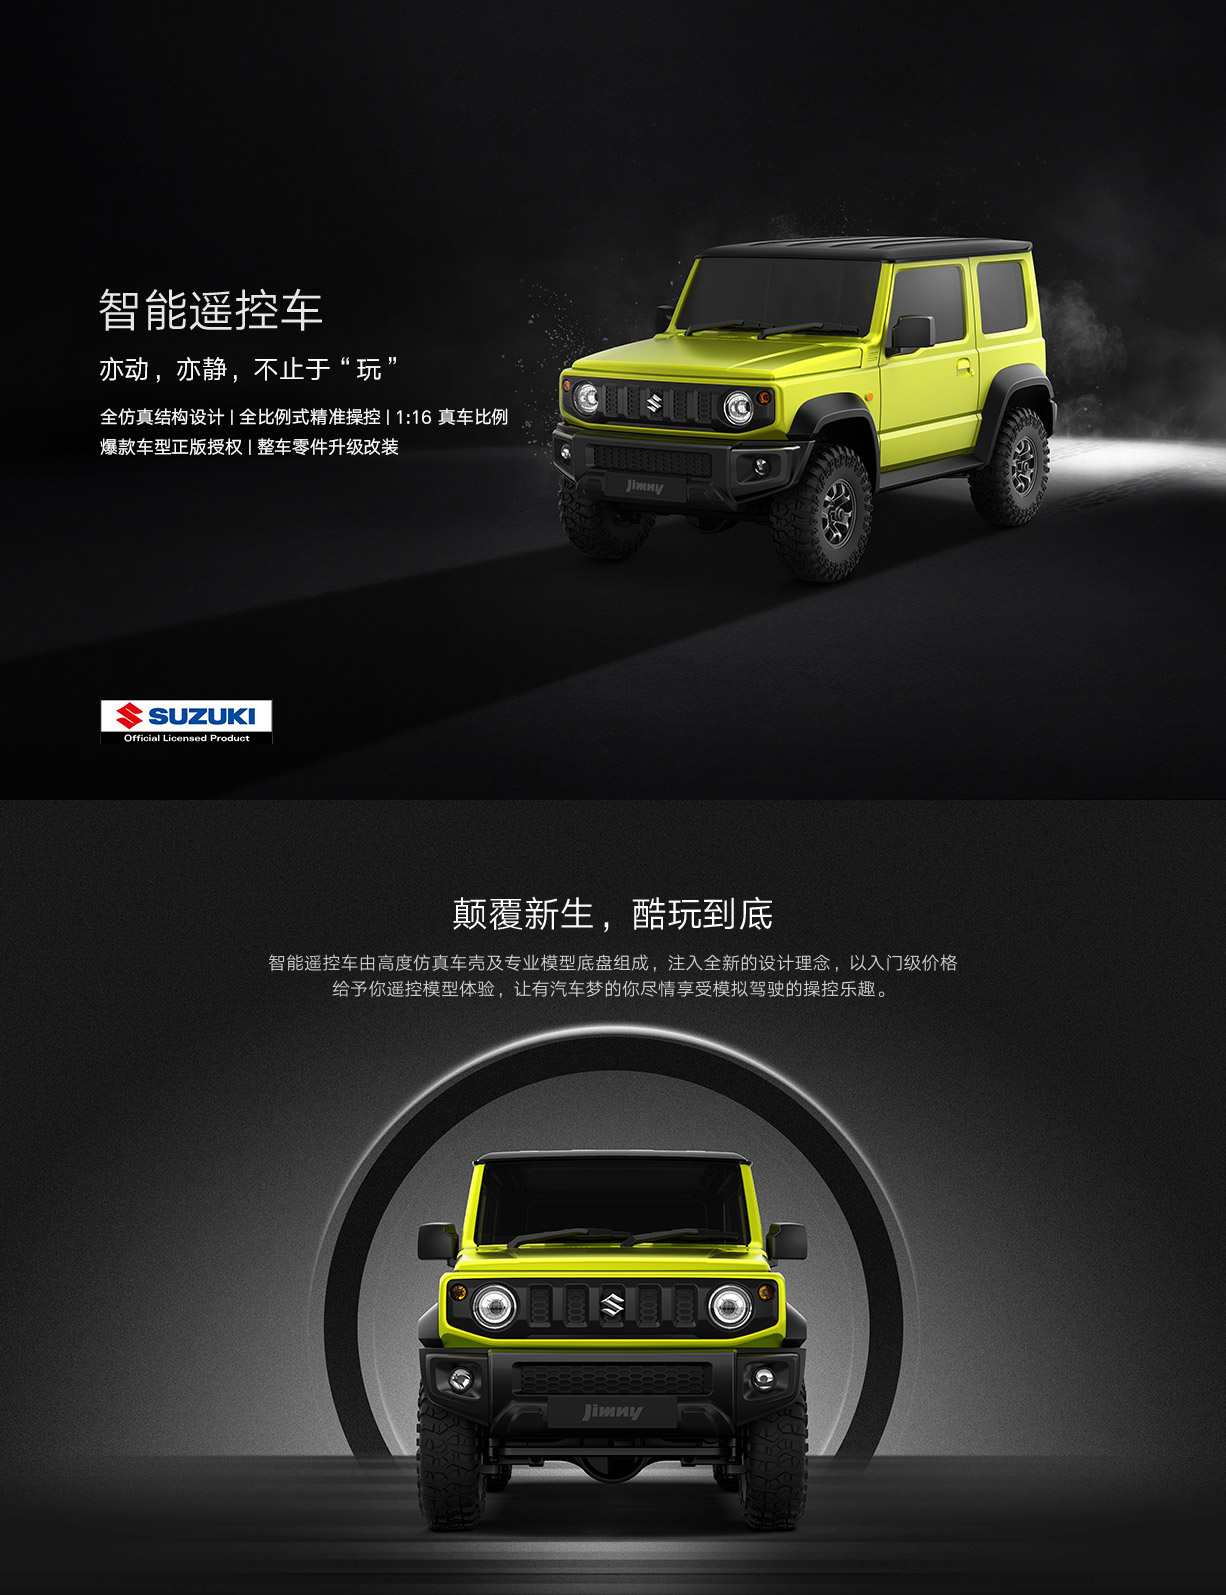 智能遥控车
亦动，亦静，不止于“玩”
全仿真结构设计 | 全比例式精准操控 | 1:16 真车比例
爆款车型正版授权 | 整车零件升级改装
Jimny
SUZUKI
Official Licensed Product
颠覆新生，酷玩到底
智能遥控车由高度仿真车壳及专业模型底盘组成，注入全新的设计理念，以入门级价格
给予你遥控模型体验，让有汽车梦的你尽情享受模拟驾驶的操控乐趣。
Jimny